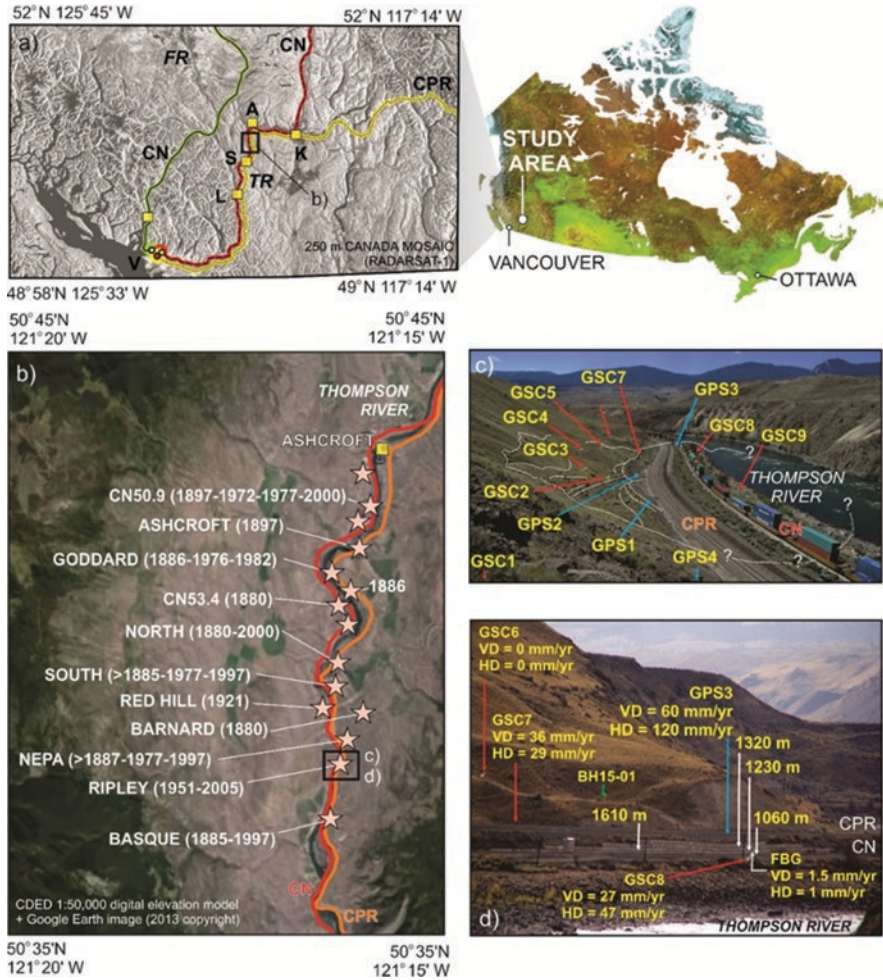 52°N 125°45' W
52°N 117°14' W
a)
FR
CN
CPR
A
CN
S
K
TR
b)
L
V
250 m CANADA MOSAIC
(RADARSAT-1)
48°58'N 125°33' W
49°N 117°14' W
STUDY
AREA
VANCOUVER
OTTAWA
50°45'N
121°20' W
50°45'N
121°15' W
b)
THOMPSON
RIVER
ASHCROFT
CN50.9 (1897-1972-1977-2000)
ASHCROFT (1897)
GODDARD (1886-1976-1982)
1886
CN53.4 (1880)
NORTH (1880-2000)
SOUTH (>1885-1977-1997)
RED HILL (1921)
BARNARD (1880)
NEPA (>1887-1977-1997)
c)
d)
RIPLEY (1951-2005)
BASQUE (1885-1997)
CN
CPR
CDED 1:50,000 digital elevation model
+ Google Earth image (2013 copyright)
50°35'N
121°20' W
50°35'N
121°15' W
c)
GSC7
GPS3
GSC5
GSC8
GSC4
GSC9
GSC3
?
THOMPSON
RIVER
GSC2
GPS2
?
CPR
CN
GPS1
GSC1
GPS4
?
?
GSC6
VD = 0 mm/yr
HD = 0 mm/yr
GPS3
VD = 60 mm/yr
HD = 120 mm/yr
GSC7
VD = 36 mm/yr
HD = 29 mm/yr
1320 m
1230 m
BH15-01
1610 m
1060 m
CPR
CN
GSC8
VD = 27 mm/yr
HD = 47 mm/yr
FBG
VD = 1.5 mm/yr
HD = 1 mm/yr
d)
THOMPSON RIVER